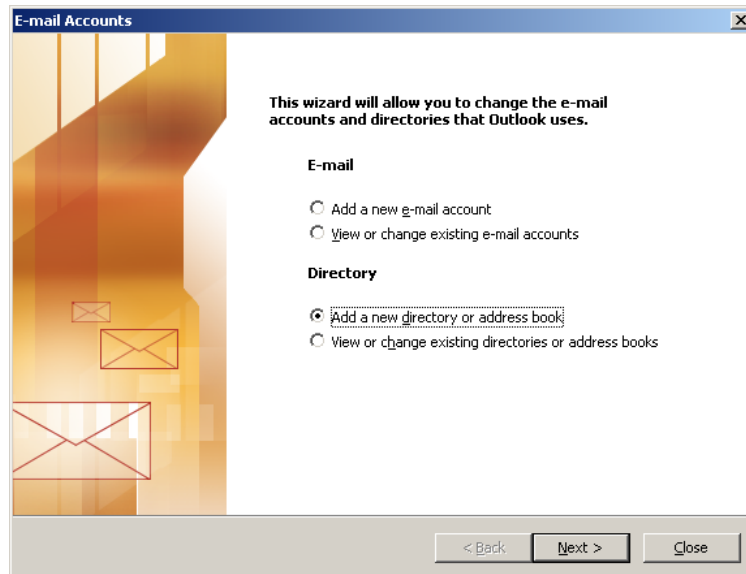 E-mail Accounts
This wizard will allow you to change the e-mail
accounts and directories that Outlook uses.
E-mail
Add a new e-mail account
View or change existing e-mail accounts
Directory
Add a new directory or address book
View or change existing directories or address books
< Back Next > Close